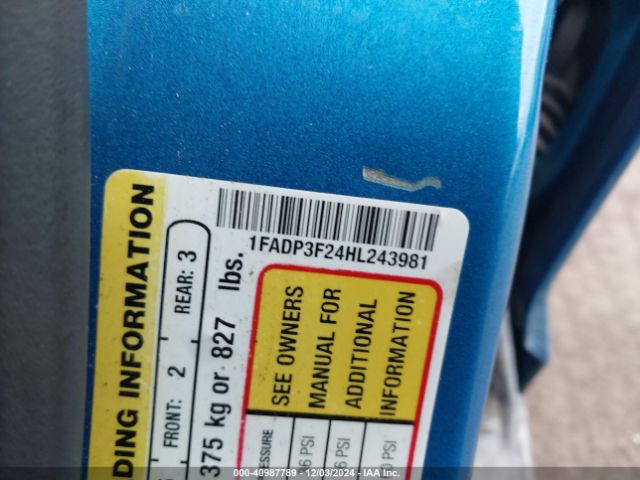 1FADP3F24HL243981
DING INFORMATION
FRONT: 2 REAR: 3
375 kg or 827 lbs.
SEE OWNERS
MANUAL FOR
ADDITIONAL
INFORMATION
PSI
PSI
PSI
000-40987789 - 12/03/2024 - IAA Inc.